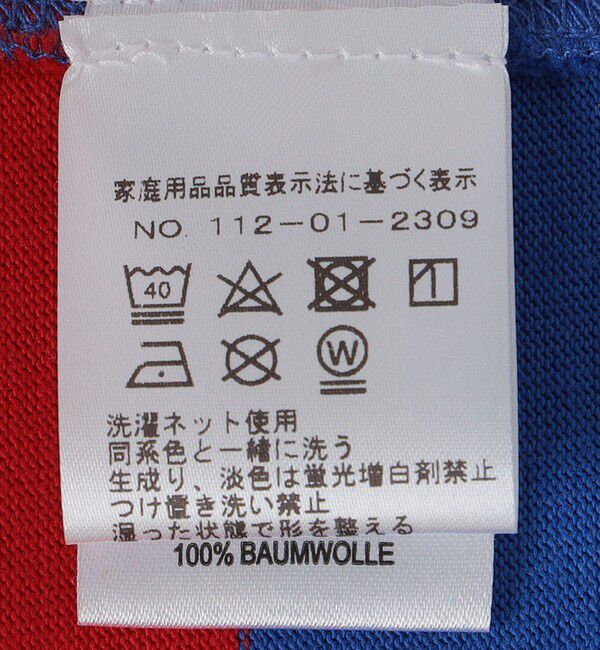 家庭用品品質表示法に基づく表示
NO. 112-01-2309
40
W
洗濯ネット使用
同系色と一緒に洗う
生成り、淡色は蛍光増白剤禁止
つけ置き洗い禁止
湿った状態で形を整える
100% BAUMWOLLE